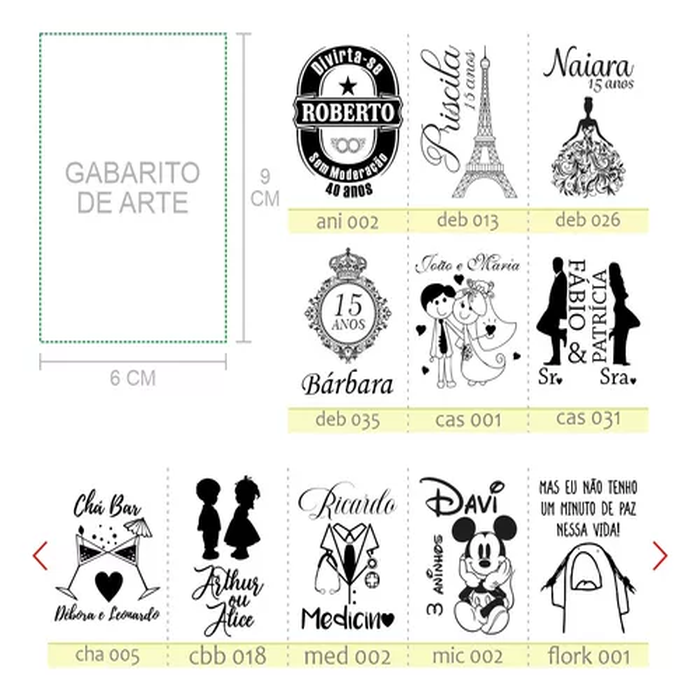 GABARITO
DE ARTE
9
CM
6 CM
Divirta-se
ROBERTO
Sem Moderação
40 anos
ani 002
Priscila
15 anos
deb 013
Naiara
15 anos
deb 026
15
ANOS
Bárbara
deb 035
João e Maria
cas 001
FÁBIO &
PATRÍCIA
Sr.
Sra.
cas 031
Chá Bar
Débora e Leonardo
cha 005
Arthur
ou
Alice
cbb 018
Ricardo
Medicina
med 002
DAVI
3 ANINHOS
mic 002
MAS EU NÃO TENHO
UM MINUTO DE PAZ
NESSA VIDA!
flork 001